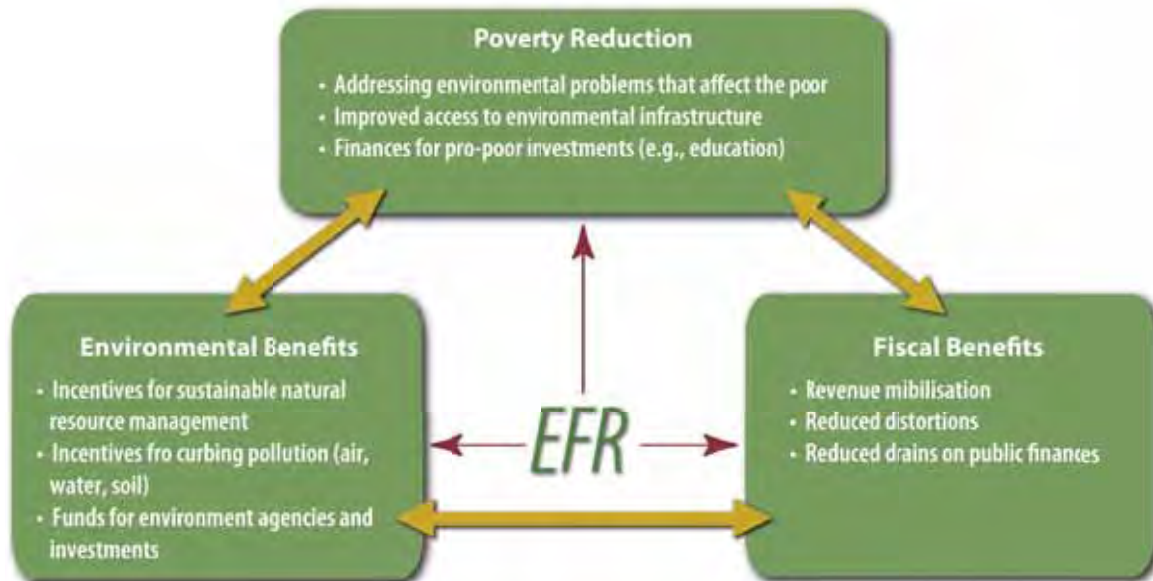 Poverty Reduction
• Addressing environmental problems that affect the poor
• Improved access to environmental infrastructure
• Finances for pro-poor investments (e.g., education)
Environmental Benefits
• Incentives for sustainable natural
resource management
• Incentives fro curbing pollution (air,
water, soil)
• Funds for environment agencies and
investments
EFR
Fiscal Benefits
• Revenue mibilisation
• Reduced distortions
• Reduced drains on public finances